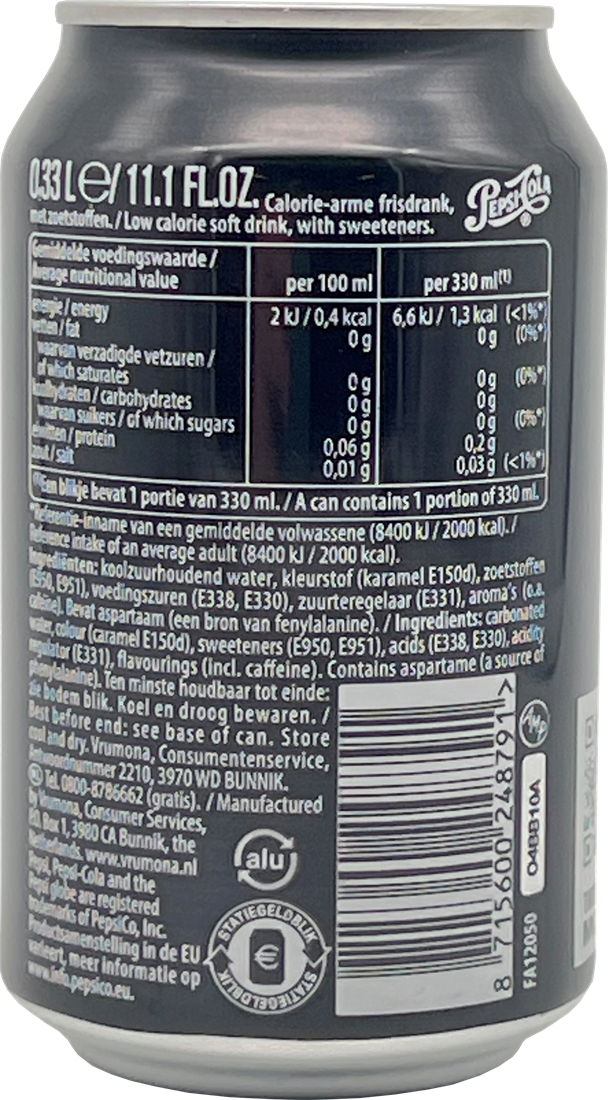 0,33 L e / 11.1 FL.OZ. Calorie-arme frisdrank,
met zoetstoffen. / Low calorie soft drink, with sweeteners.
PEPSI-COLA ®
Gemiddelde voedingswaarde /
Average nutritional value per 100 ml per 330 ml(1)
energie / energy 2 kJ / 0,4 kcal 6,6 kJ / 1,3 kcal (<1%*)
vetten / fat 0 g 0 g (0%*)
waarvan verzadigde vetzuren /
of which saturates 0 g 0 g (0%*)
koolhydraten / carbohydrates 0 g 0 g
waarvan suikers / of which sugars 0 g 0 g (0%*)
eiwitten / protein 0,06 g 0,2 g
zout / salt 0,01 g 0,03 g (<1%*)
(1)Een blikje bevat 1 portie van 330 ml. / A can contains 1 portion of 330 ml.
*Referentie-inname van een gemiddelde volwassene (8400 kJ / 2000 kcal). /
Reference intake of an average adult (8400 kJ / 2000 kcal).
Ingrediënten: koolzuurhoudend water, kleurstof (karamel E150d), zoetstoffen
(E950, E951), voedingszuren (E338, E330), zuurteregelaar (E331), aroma's (o.a.
cafeïne). Bevat aspartaam (een bron van fenylalanine). / Ingredients: carbonated
water, colour (caramel E150d), sweeteners (E950, E951), acids (E338, E330), acidity
regulator (E331), flavourings (incl. caffeine). Contains aspartame (a source of
phenylalanine). Ten minste houdbaar tot einde:
zie bodem blik. Koel en droog bewaren. /
Best before end: see base of can. Store
cool and dry. Vrumona, Consumentenservice,
Antwoordnummer 2210, 3970 WD BUNNIK.
NL Tel. 0800-8786662 (gratis). / Manufactured
by Vrumona, Consumer Services,
P.O. Box 1, 3980 CA Bunnik, the
Netherlands. www.vrumona.nl
Pepsi, Pepsi-Cola and the
Pepsi globe are registered
trademarks of PepsiCo, Inc.
Productsamenstelling in de EU
varieert, meer informatie op
www.info.pepsico.eu.
alu
STATIEGELDBLIK
€
STATIEGELDBLIK
8 715600 248791 >
AMP
04BB10A
FA12050